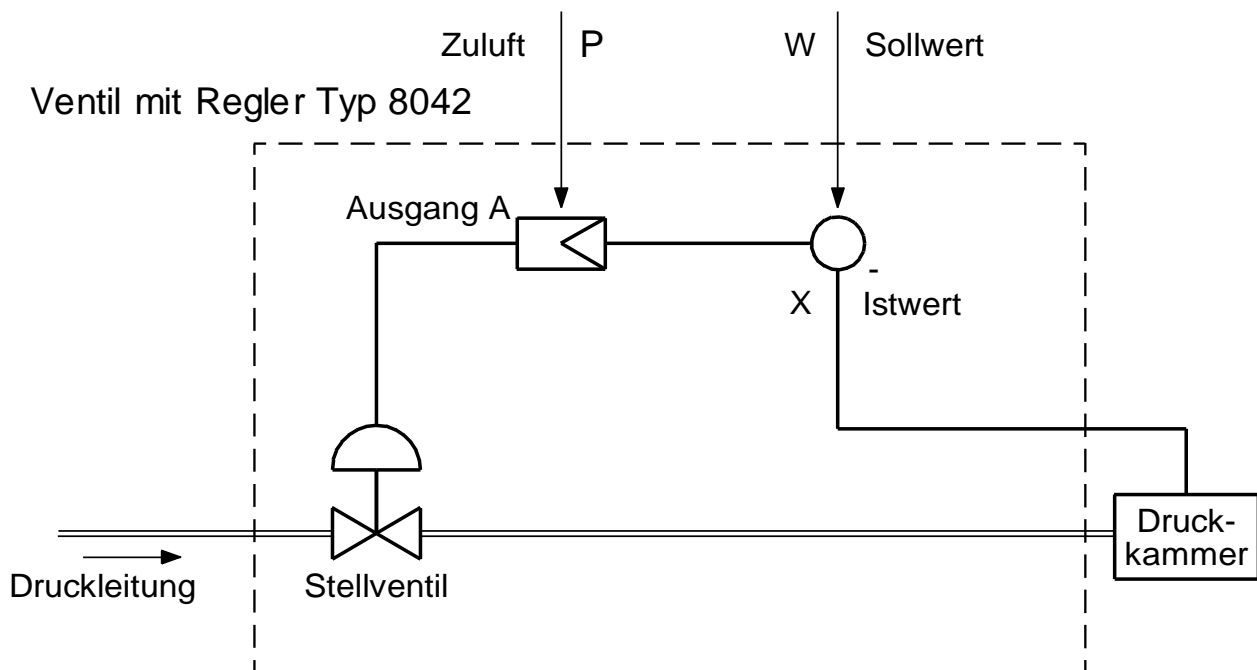 Zuluft P W Sollwert
Ventil mit Regler Typ 8042
Ausgang A
-
X Istwert
Druck-
kammer
Druckleitung Stellventil